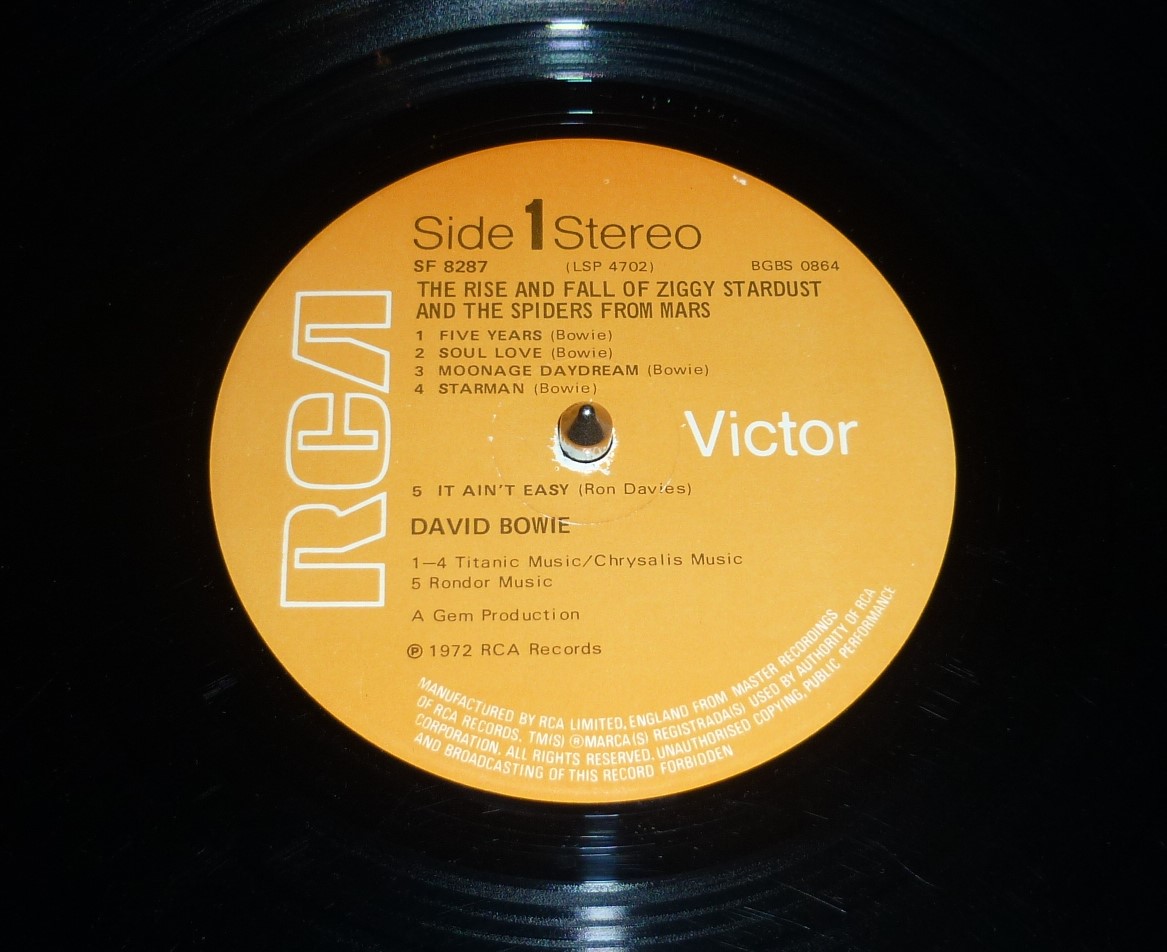 Side 1 Stereo
SF 8287 (LSP 4702) BGBS 0864
THE RISE AND FALL OF ZIGGY STARDUST
AND THE SPIDERS FROM MARS
1 FIVE YEARS (Bowie)
2 SOUL LOVE (Bowie)
3 MOONAGE DAYDREAM (Bowie)
4 STARMAN (Bowie)
RCA
Victor
5 IT AIN'T EASY (Ron Davies)
DAVID BOWIE
1—4 Titanic Music/Chrysalis Music
5 Rondor Music
A Gem Production
℗ 1972 RCA Records
MANUFACTURED BY RCA LIMITED, ENGLAND FROM MASTER RECORDINGS
OF RCA RECORDS. TM(S) ® MARCA(S) REGISTRADA(S) USED BY AUTHORITY OF RCA
CORPORATION. ALL RIGHTS RESERVED. UNAUTHORISED COPYING, PUBLIC PERFORMANCE
AND BROADCASTING OF THIS RECORD FORBIDDEN